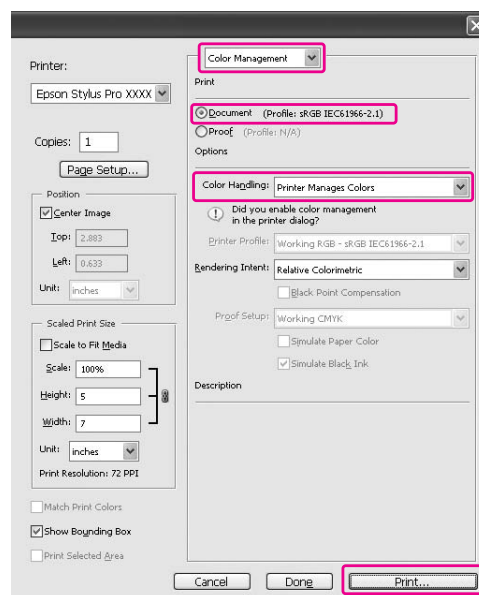 Printer:
Epson Stylus Pro XXXX
Copies: 1
Page Setup...
Position
Center Image
Top: 2.883
Left: 0.633
Unit: inches
Scaled Print Size
Scale to Fit Media
Scale: 100%
Height: 5
Width: 7
Unit: inches
Print Resolution: 72 PPI
Match Print Colors
Show Bounding Box
Print Selected Area
Color Management
Print
Document (Profile: sRGB IEC61966-2.1)
Proof (Profile: N/A)
Options
Color Handling: Printer Manages Colors
Did you enable color management
in the printer dialog?
Printer Profile: Working RGB - sRGB IEC61966-2.1
Rendering Intent: Relative Colorimetric
Black Point Compensation
Proof Setup: Working CMYK
Simulate Paper Color
Simulate Black Ink
Description
Cancel Done Print...